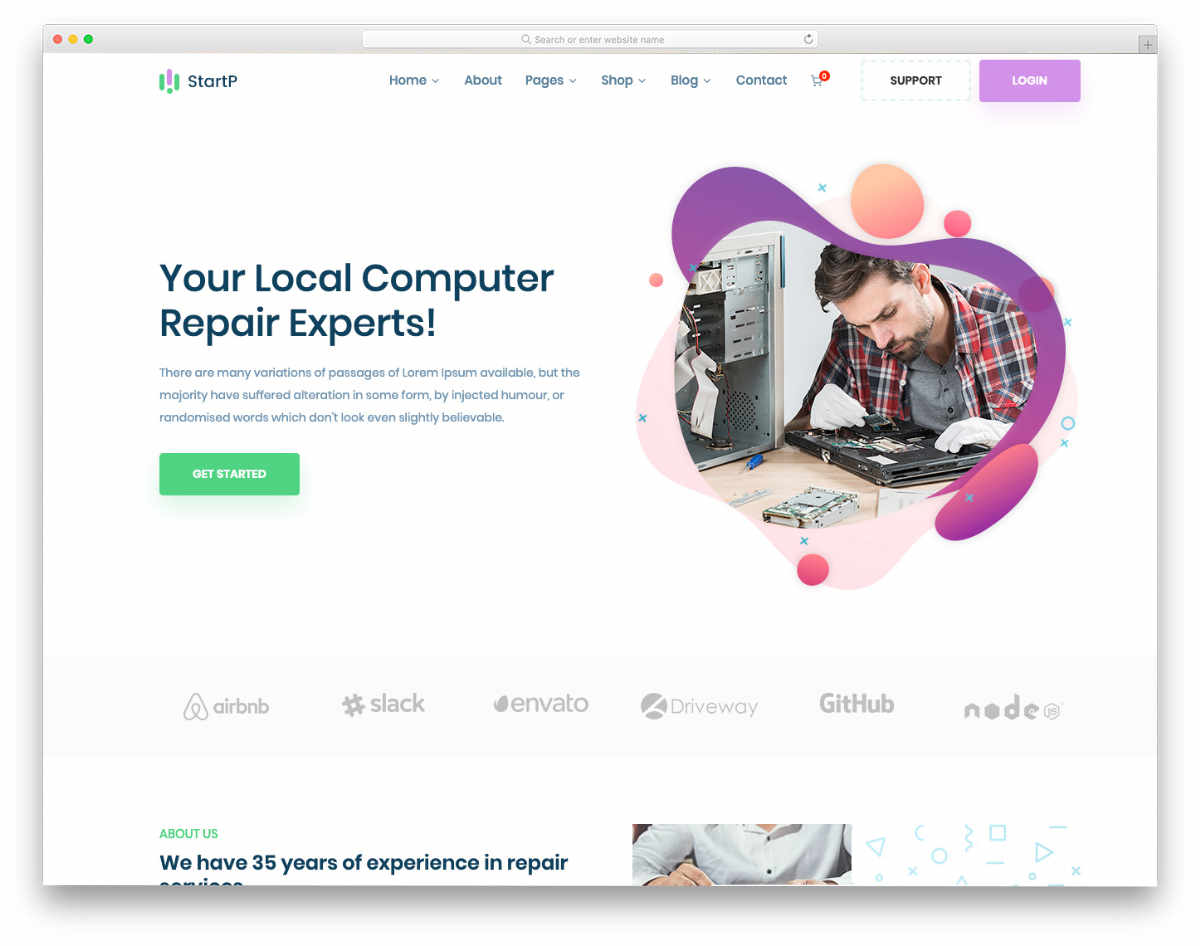 Search or enter website name
StartP
Home
About
Pages
Shop
Blog
Contact
0
SUPPORT
LOGIN
Your Local Computer
Repair Experts!
There are many variations of passages of Lorem Ipsum available, but the
majority have suffered alteration in some form, by injected humour, or
randomised words which don't look even slightly believable.
GET STARTED
airbnb
slack
envato
Driveway
GitHub
node
JS
ABOUT US
We have 35 years of experience in repair
services